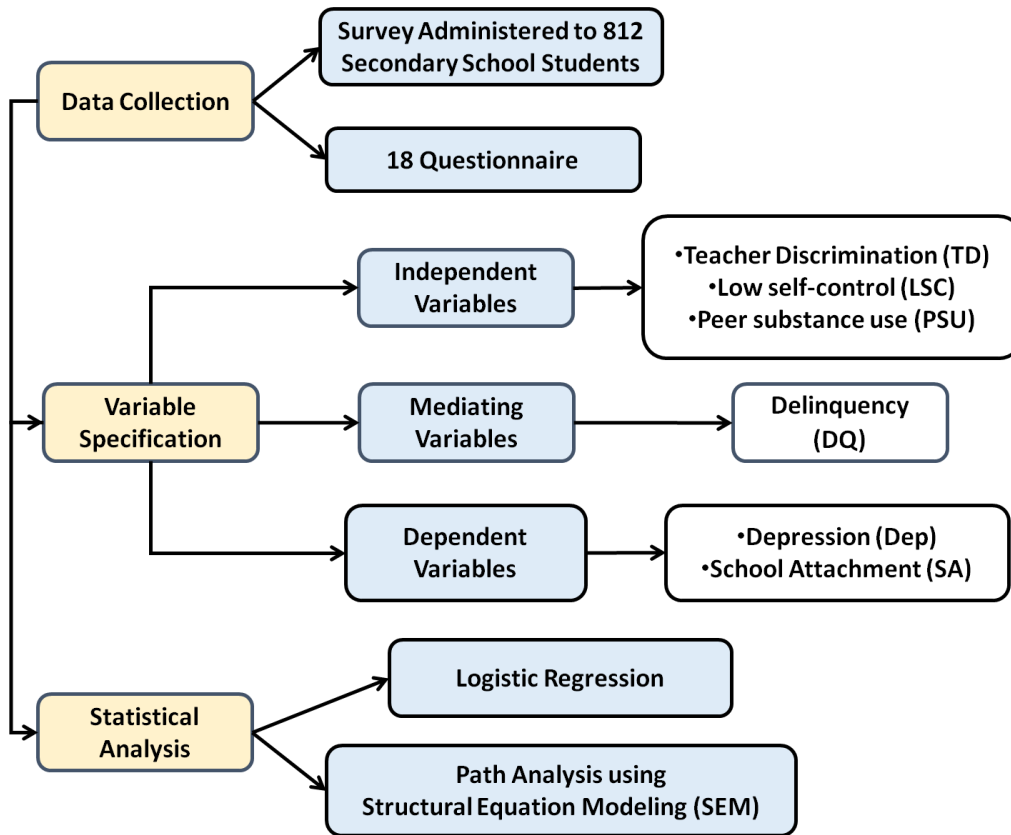 Survey Administered to 812
Secondary School Students
Data Collection
18 Questionnaire
Independent
Variables
•Teacher Discrimination (TD)
•Low self-control (LSC)
•Peer substance use (PSU)
Variable
Specification
Mediating
Variables
Delinquency
(DQ)
Dependent
Variables
•Depression (Dep)
•School Attachment (SA)
Logistic Regression
Statistical
Analysis
Path Analysis using
Structural Equation Modeling (SEM)